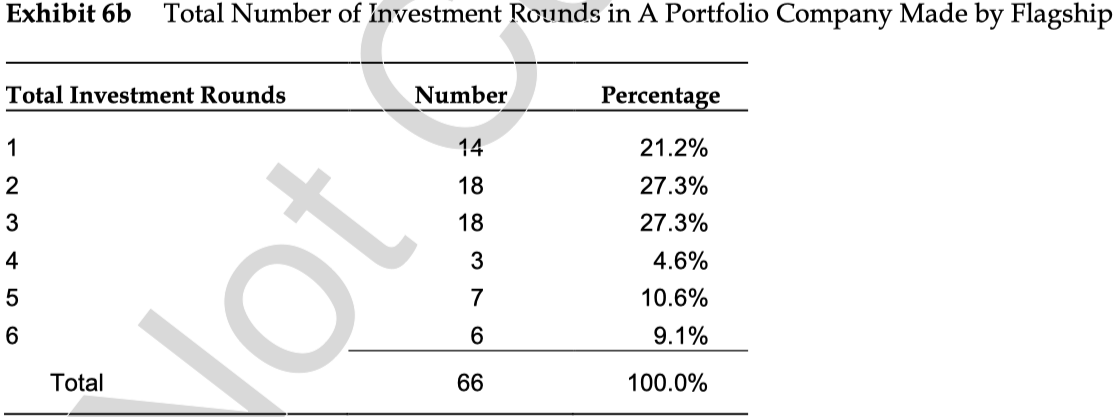 Exhibit 6b Total Number of Investment Rounds in A Portfolio Company Made by Flagship
Total Investment Rounds Number Percentage
1 14 21.2%
2 18 27.3%
3 18 27.3%
4 3 4.6%
5 7 10.6%
6 6 9.1%
Total 66 100.0%
Not C